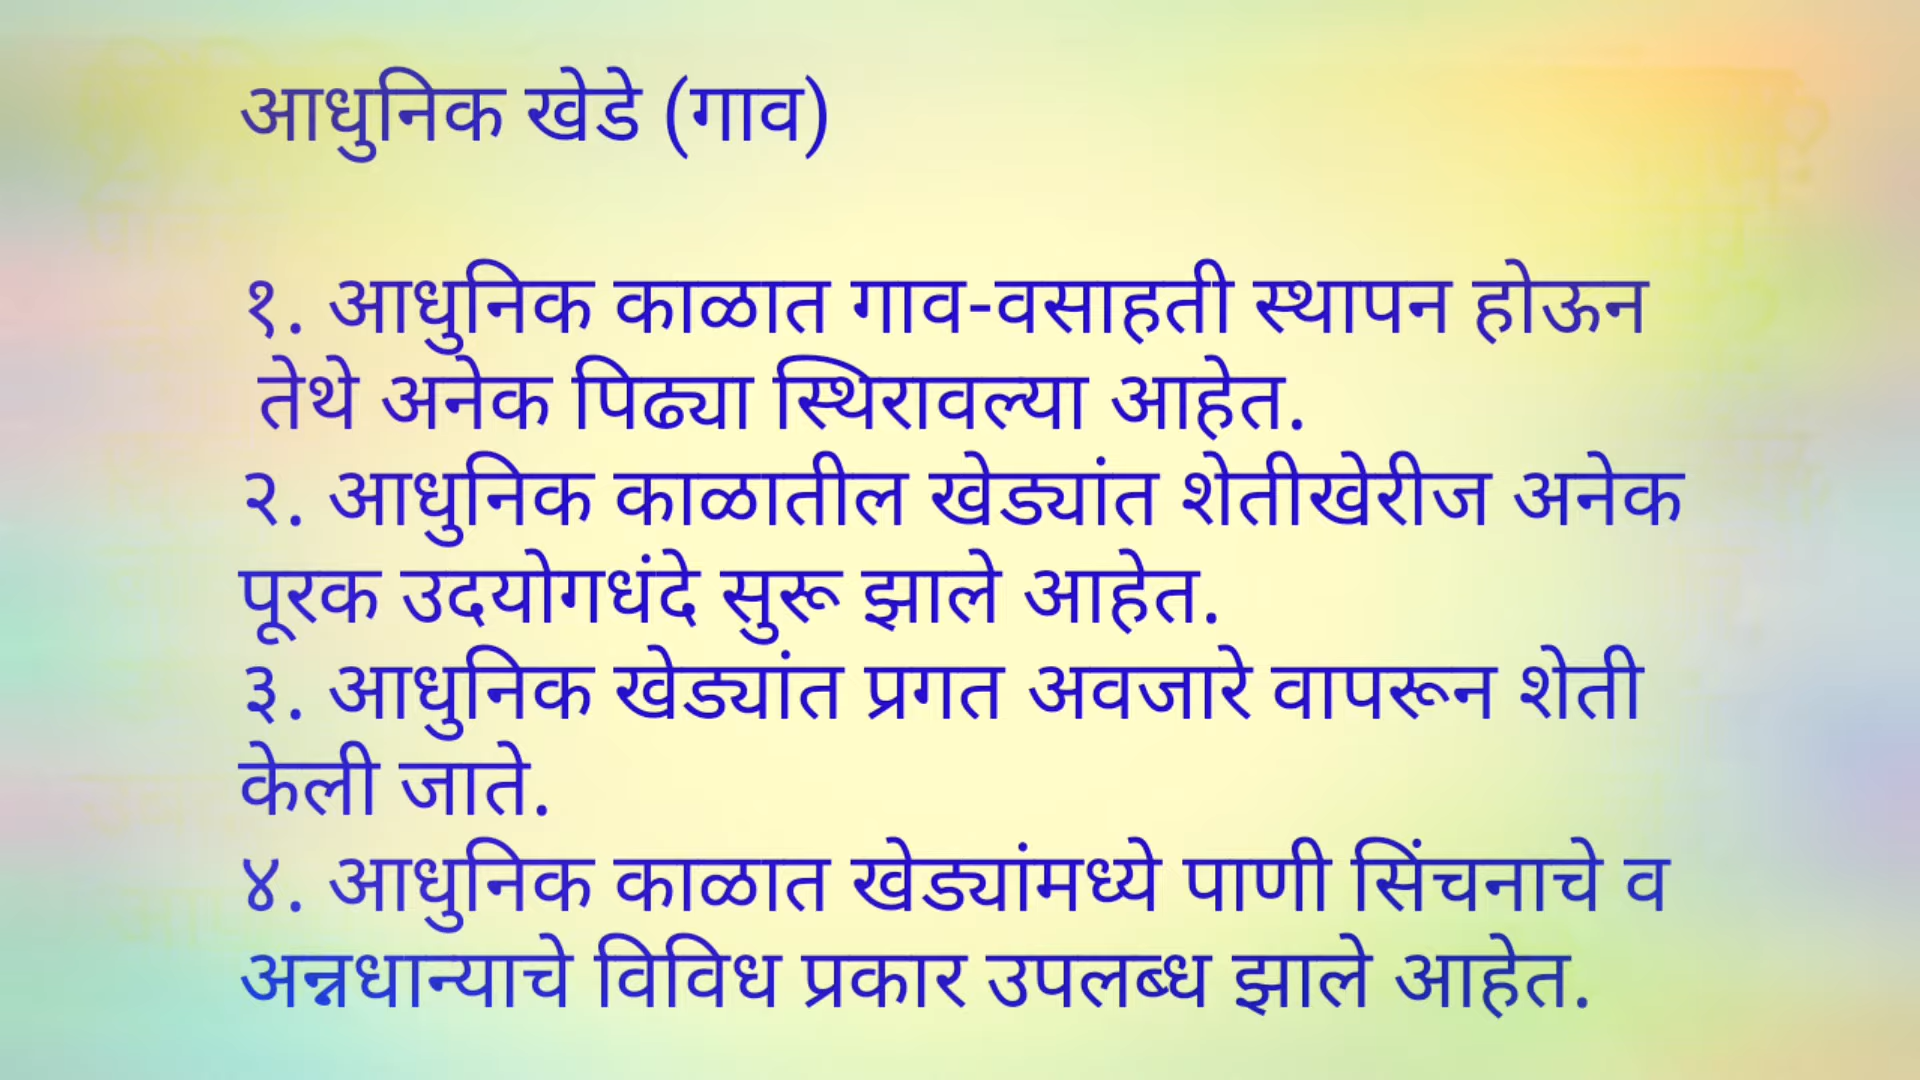 आधुनिक खेडे (गाव)
१. आधुनिक काळात गाव-वसाहती स्थापन होऊन
तेथे अनेक पिढ्या स्थिरावल्या आहेत.
२. आधुनिक काळातील खेड्यांत शेतीखेरीज अनेक
पूरक उदयोगधंदे सुरू झाले आहेत.
३. आधुनिक खेड्यांत प्रगत अवजारे वापरून शेती
केली जाते.
४. आधुनिक काळात खेड्यांमध्ये पाणी सिंचनाचे व
अन्नधान्याचे विविध प्रकार उपलब्ध झाले आहेत.